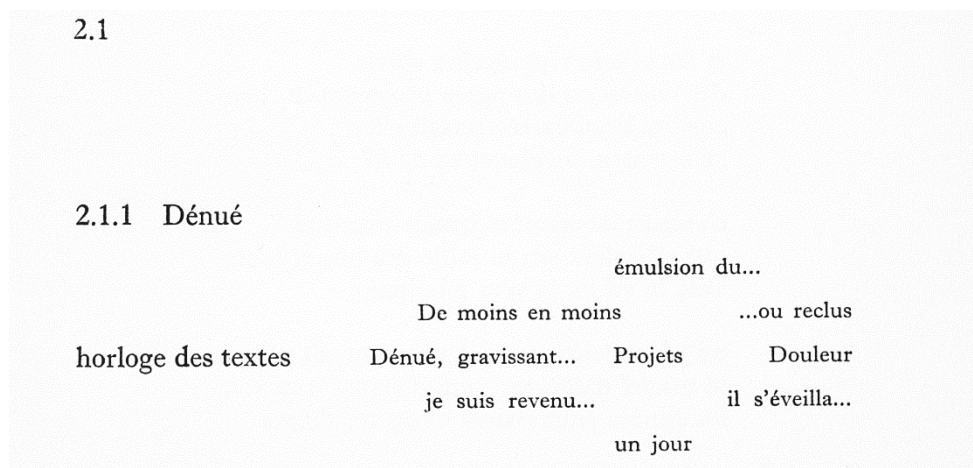 2.1
2.1.1 Dénué
émulsion du...
De moins en moins ...ou reclus
horloge des textes Dénué, gravissant... Projets Douleur
je suis revenu... il s'éveilla...
un jour